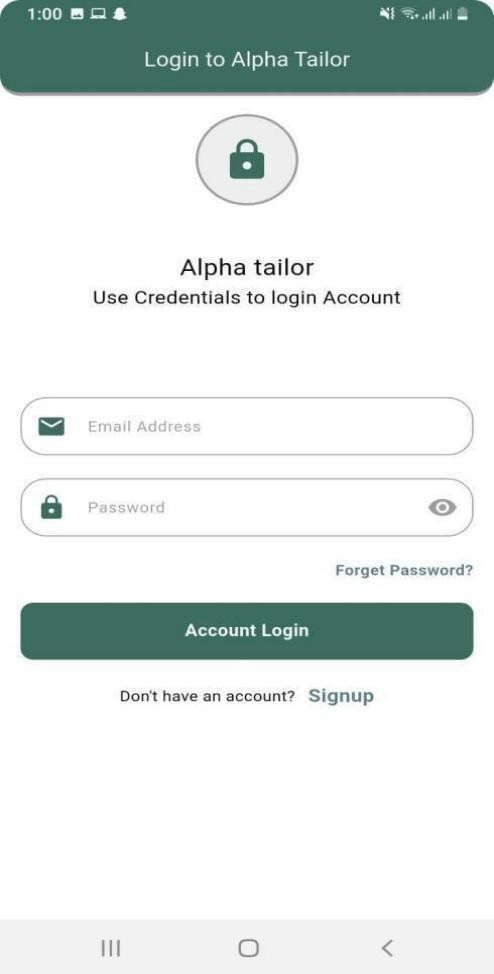 1:00
Login to Alpha Tailor
Alpha tailor
Use Credentials to login Account
Email Address
Password
Forget Password?
Account Login
Don't have an account? Signup